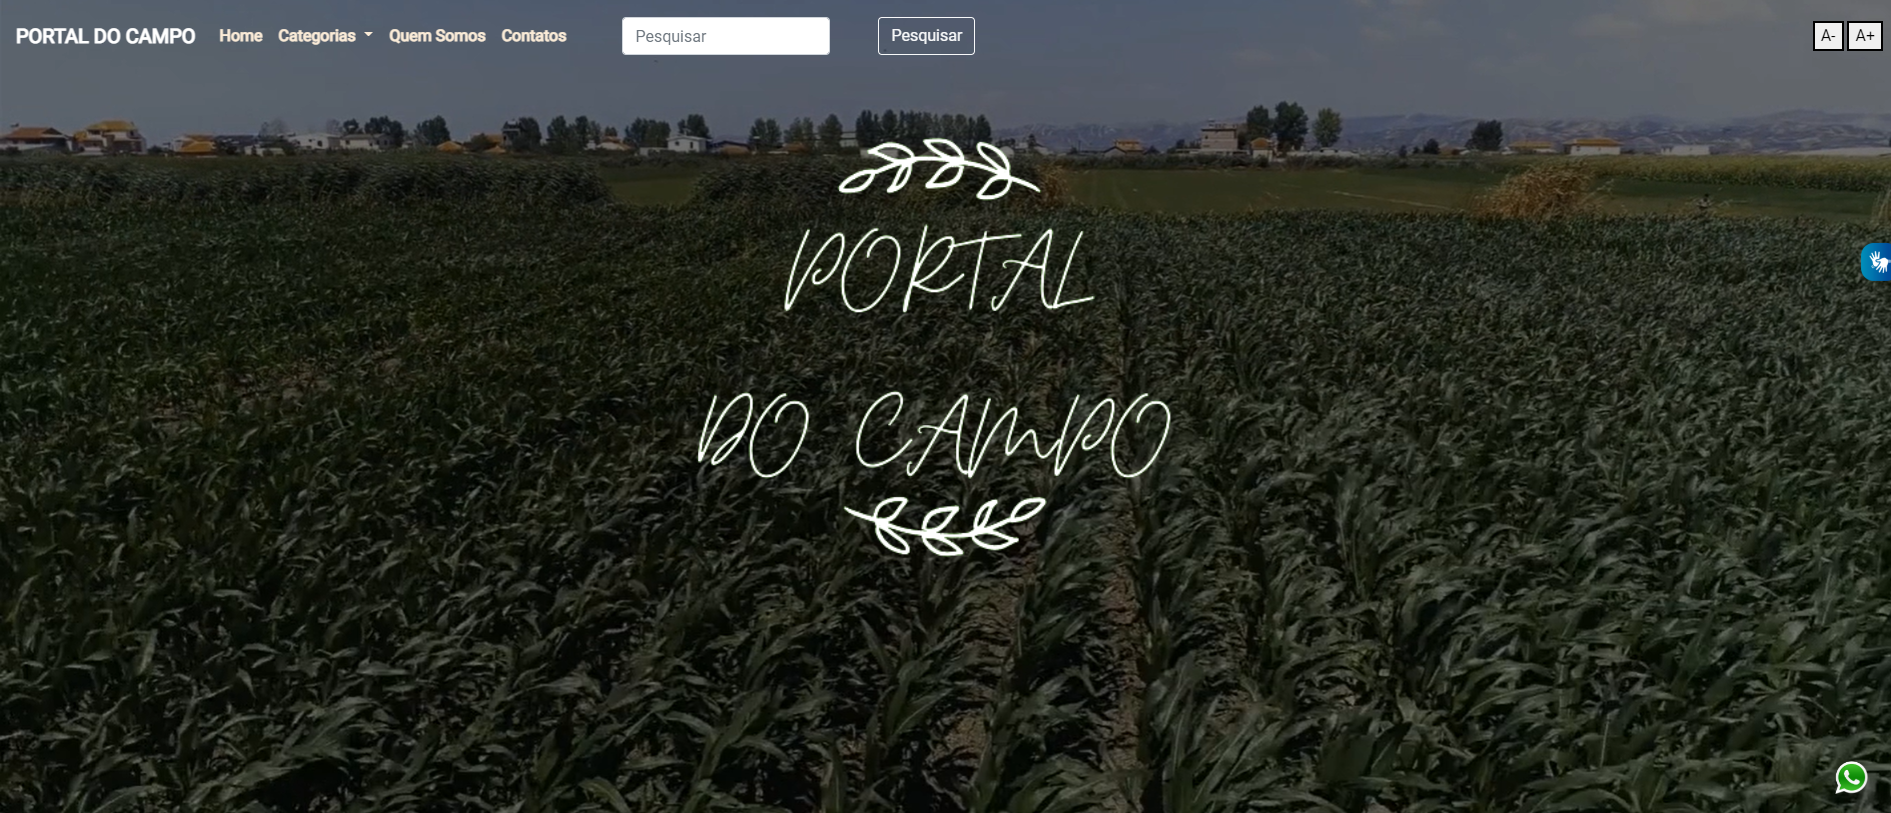 PORTAL DO CAMPO Home Categorias Quem Somos Contatos Pesquisar Pesquisar A- A+
PORTAL
DO CAMPO